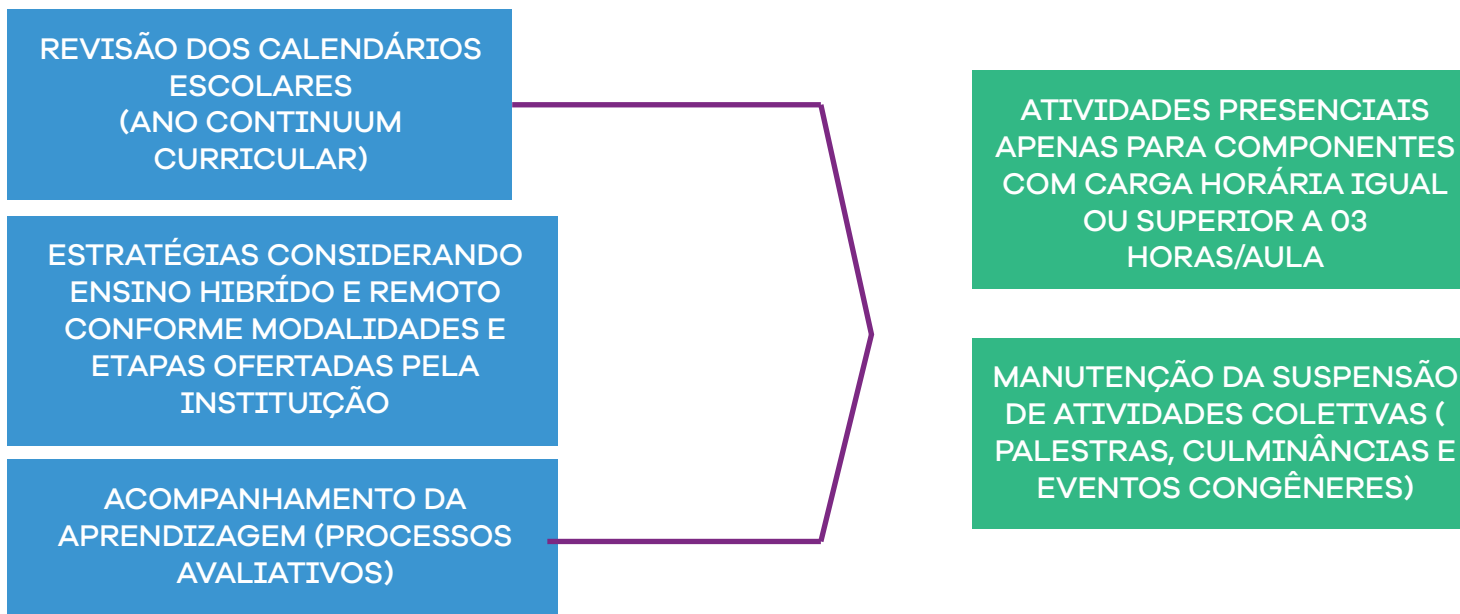 REVISÃO DOS CALENDÁRIOS
ESCOLARES
(ANO CONTINUUM
CURRICULAR)
ESTRATÉGIAS CONSIDERANDO
ENSINO HIBRÍDO E REMOTO
CONFORME MODALIDADES E
ETAPAS OFERTADAS PELA
INSTITUIÇÃO
ACOMPANHAMENTO DA
APRENDIZAGEM (PROCESSOS
AVALIATIVOS)
ATIVIDADES PRESENCIAIS
APENAS PARA COMPONENTES
COM CARGA HORÁRIA IGUAL
OU SUPERIOR A 03
HORAS/AULA
MANUTENÇÃO DA SUSPENSÃO
DE ATIVIDADES COLETIVAS (
PALESTRAS, CULMINÂNCIAS E
EVENTOS CONGÊNERES)